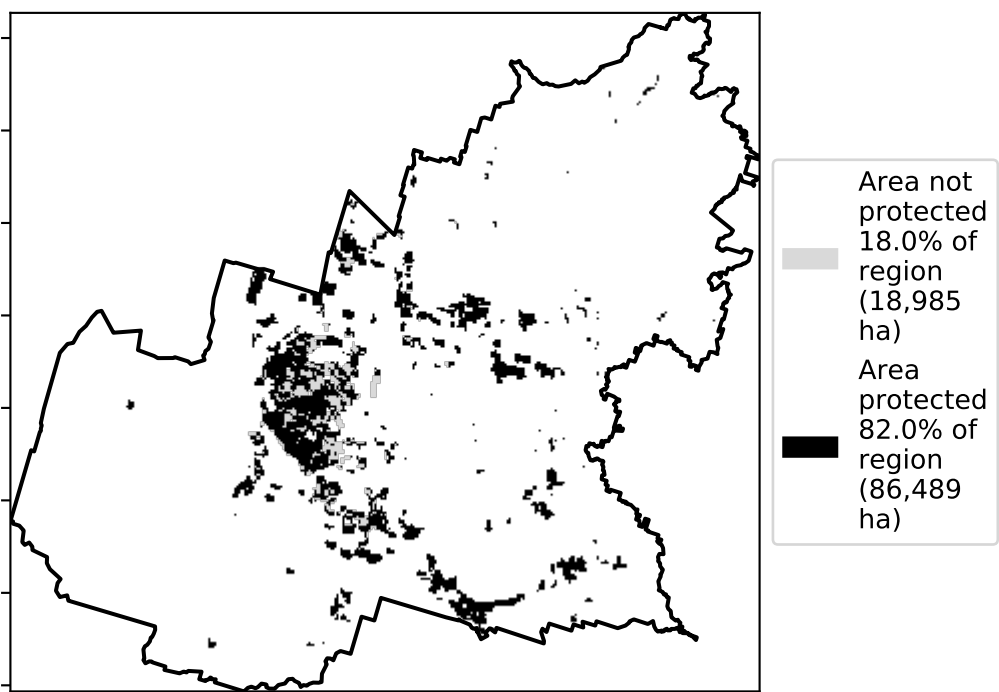 Area not
protected
18.0% of
region
(18,985
ha)
Area
protected
82.0% of
region
(86,489
ha)